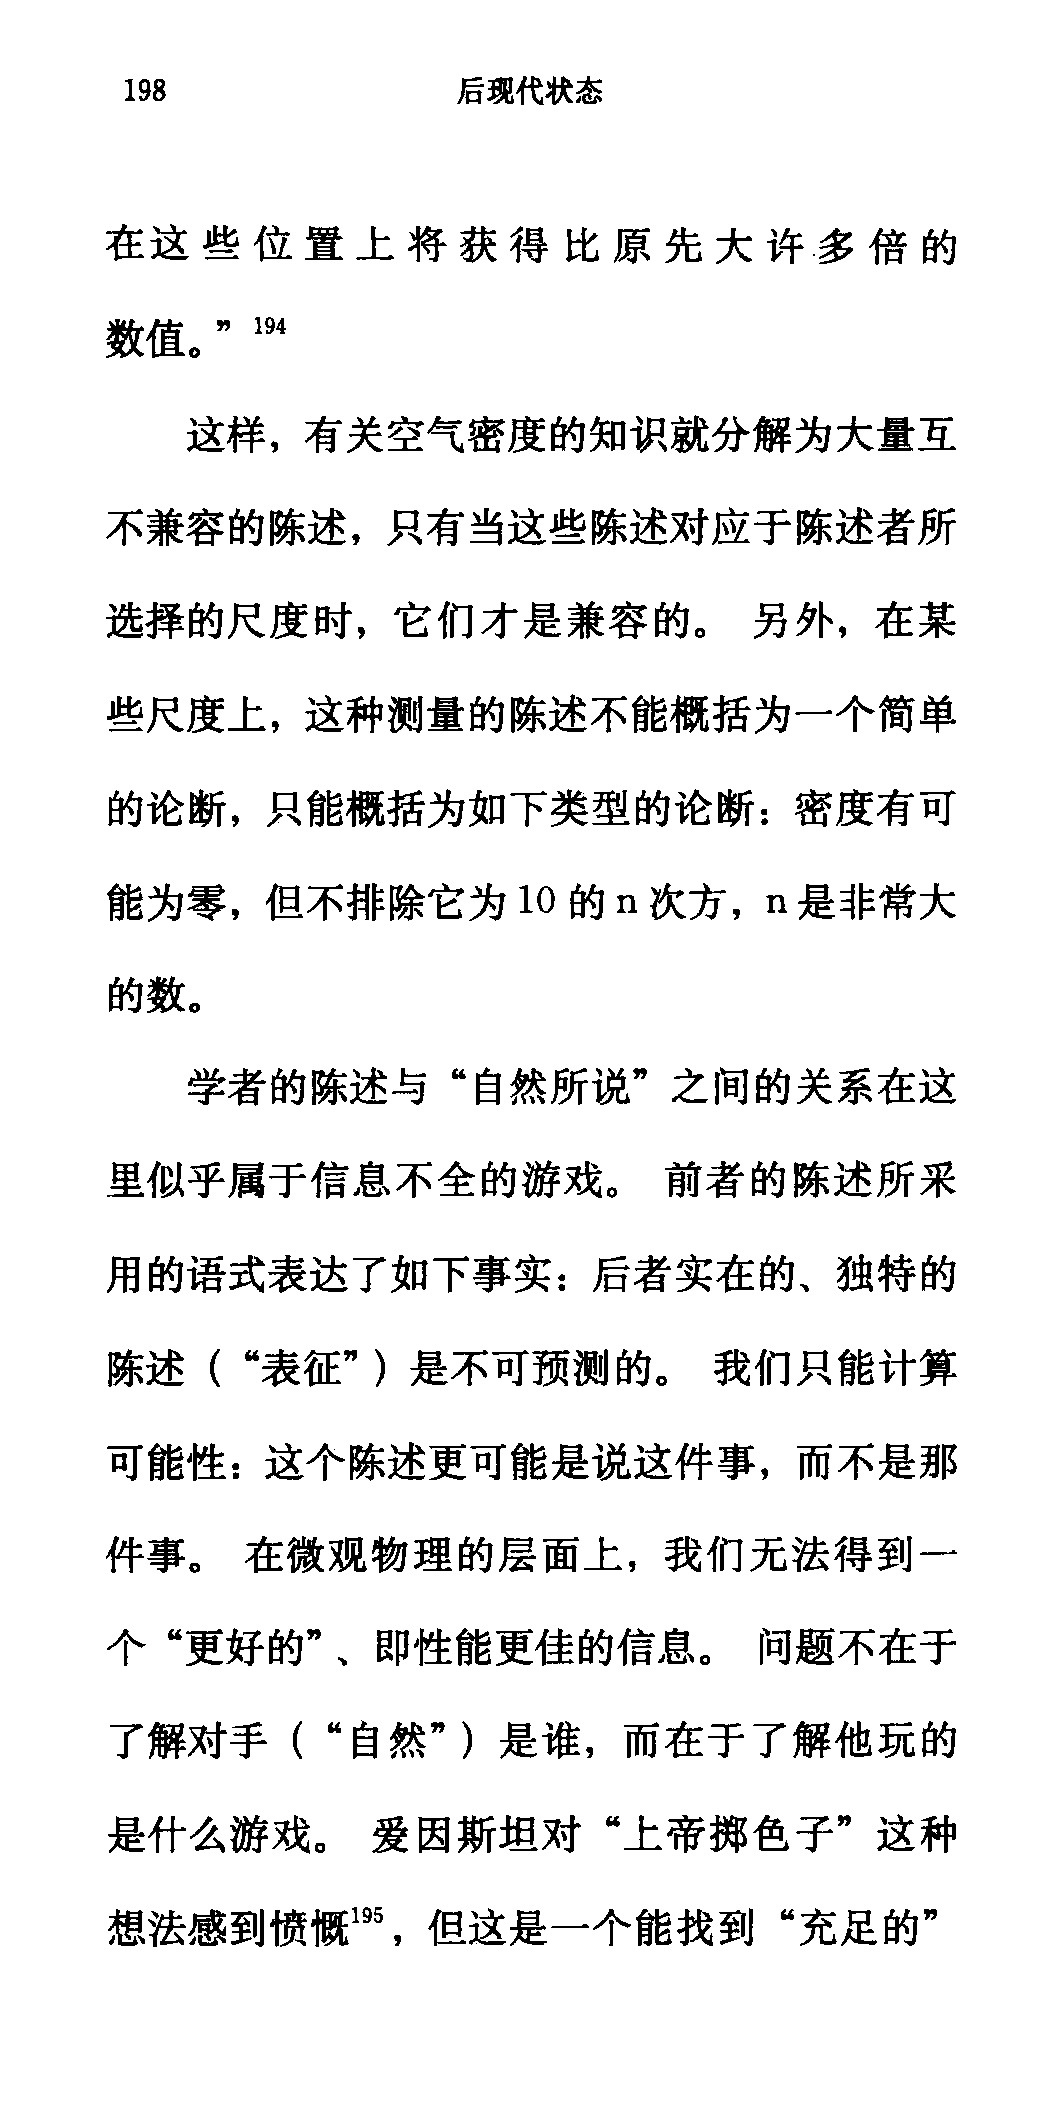 198 后现代状态
在这些位置上将获得比原先大许多倍的
数值。”194
这样，有关空气密度的知识就分解为大量互
不兼容的陈述，只有当这些陈述对应于陈述者所
选择的尺度时，它们才是兼容的。 另外，在某
些尺度上，这种测量的陈述不能概括为一个简单
的论断，只能概括为如下类型的论断：密度有可
能为零，但不排除它为 10 的 n 次方，n 是非常大
的数。
学者的陈述与“自然所说”之间的关系在这
里似乎属于信息不全的游戏。 前者的陈述所采
用的语式表达了如下事实：后者实在的、独特的
陈述（“表征”）是不可预测的。 我们只能计算
可能性：这个陈述更可能是说这件事，而不是那
件事。 在微观物理的层面上，我们无法得到一
个“更好的”、即性能更佳的信息。 问题不在于
了解对手（“自然”）是谁，而在于了解他玩的
是什么游戏。 爱因斯坦对“上帝掷色子”这种
想法感到愤慨195，但这是一个能找到“充足的”